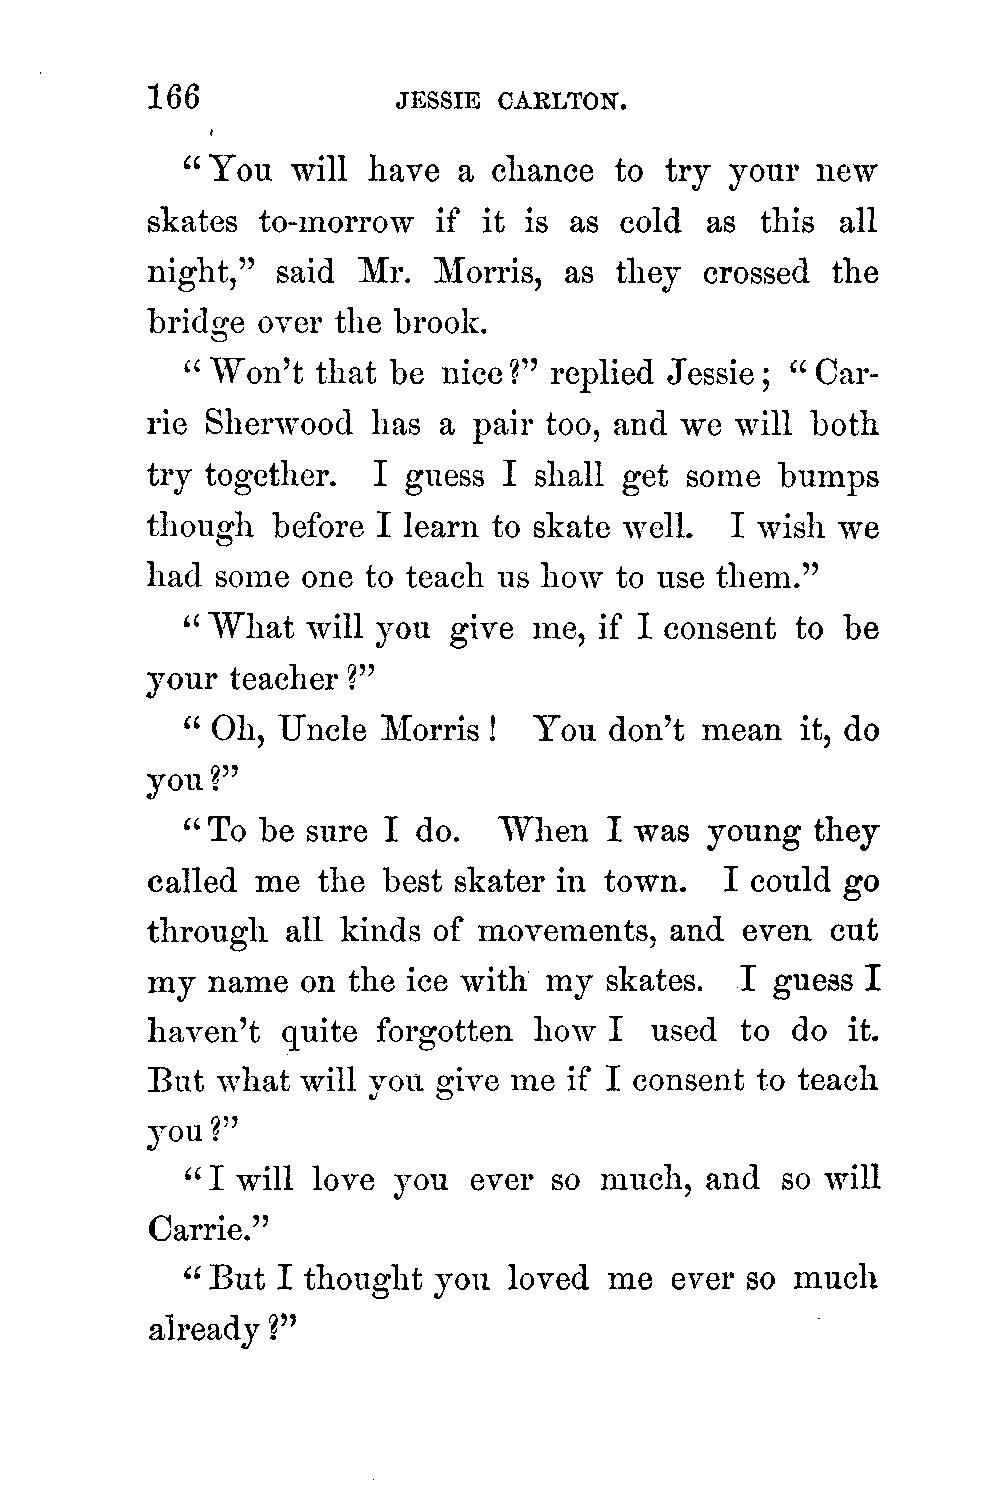 166 JESSIE CARLTON.
“You will have a chance to try your new
skates to-morrow if it is as cold as this all
night,” said Mr. Morris, as they crossed the
bridge over the brook.
“Won’t that be nice?” replied Jessie; “Car-
rie Sherwood has a pair too, and we will both
try together. I guess I shall get some bumps
though before I learn to skate well. I wish we
had some one to teach us how to use them.”
“What will you give me, if I consent to be
your teacher?”
“Oh, Uncle Morris! You don’t mean it, do
you?”
“To be sure I do. When I was young they
called me the best skater in town. I could go
through all kinds of movements, and even cut
my name on the ice with my skates. I guess I
haven’t quite forgotten how I used to do it.
But what will you give me if I consent to teach
you?”
“I will love you ever so much, and so will
Carrie.”
“But I thought you loved me ever so much
already?”